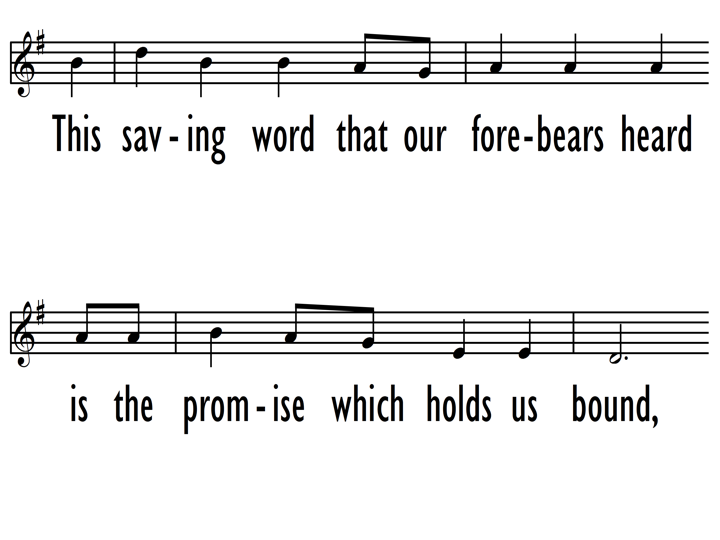 This sav - ing word that our fore-bears heard
is the prom - ise which holds us bound,